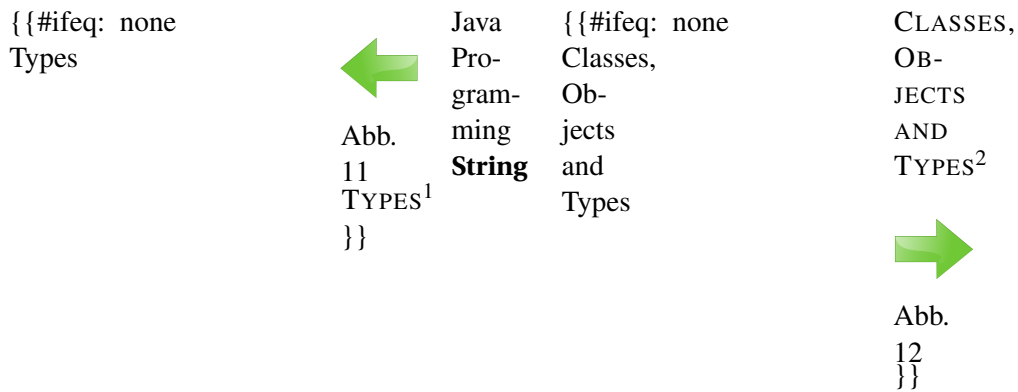 {{#ifeq: none
Types
Abb.
11
TYPES1
}}
Java
Pro-
gram-
ming
String
{{#ifeq: none
Classes,
Ob-
jects
and
Types
CLASSES,
OB-
JECTS
AND
TYPES2
Abb.
12
}}